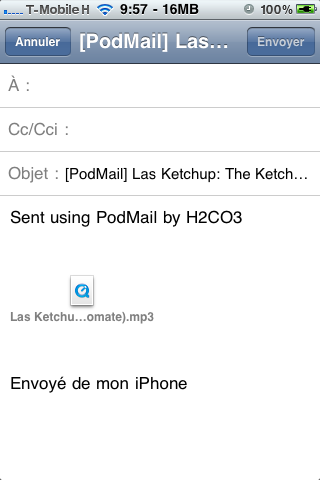 T-Mobile H 9:57 - 16MB 100%
Annuler [PodMail] Las... Envoyer
À :
Cc/Cci :
Objet : [PodMail] Las Ketchup: The Ketch...
Sent using PodMail by H2CO3
Las Ketchu...omate).mp3
Envoyé de mon iPhone